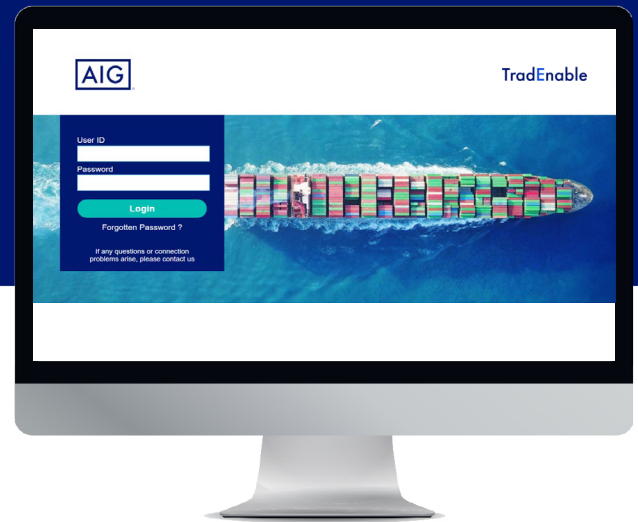 AIG
TradEnable
User ID
Password
Login
Forgotten Password ?
If any questions or connection
problems arise, please contact us